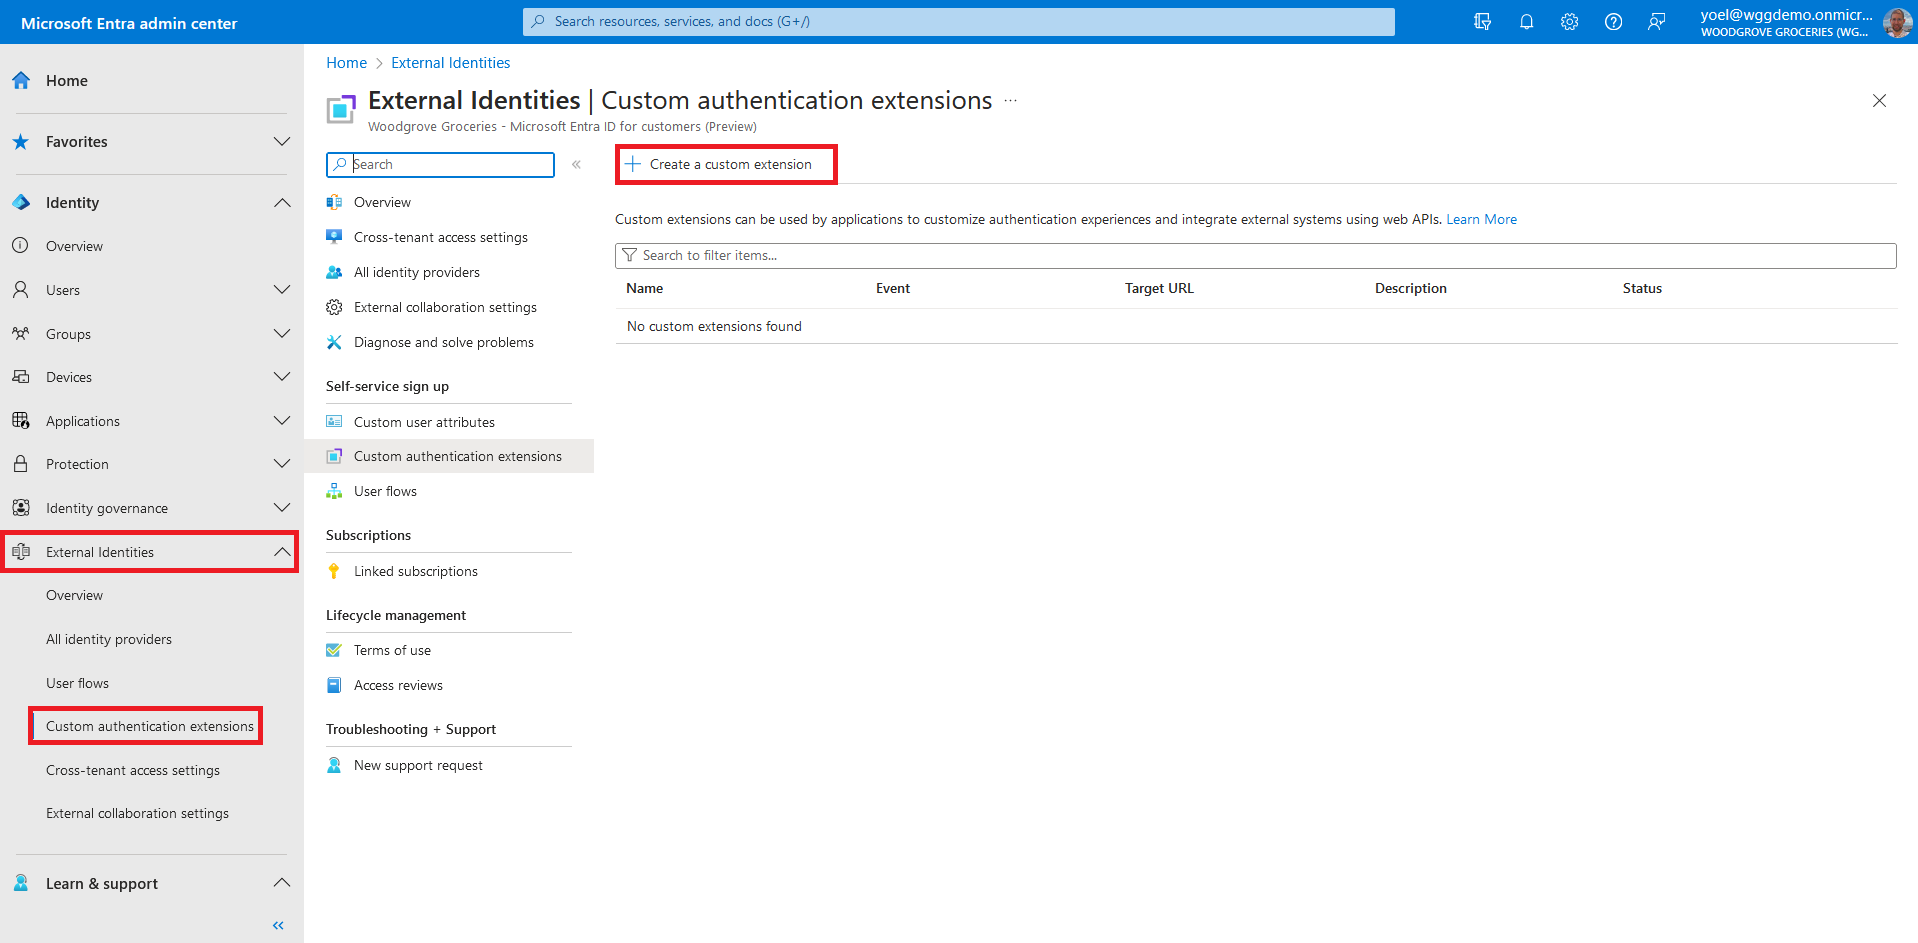 Microsoft Entra admin center
Search resources, services, and docs (G+/)
yoel@wggdemo.onmicr...
WOODGROVE GROCERIES (WG...
Home
Favorites
Identity
Overview
Users
Groups
Devices
Applications
Protection
Identity governance
External Identities
Overview
All identity providers
User flows
Custom authentication extensions
Cross-tenant access settings
External collaboration settings
Learn & support
Home > External Identities
External Identities | Custom authentication extensions ...
Woodgrove Groceries - Microsoft Entra ID for customers (Preview)
Search
Overview
Cross-tenant access settings
All identity providers
External collaboration settings
Diagnose and solve problems
Self-service sign up
Custom user attributes
Custom authentication extensions
User flows
Subscriptions
Linked subscriptions
Lifecycle management
Terms of use
Access reviews
Troubleshooting + Support
New support request
Create a custom extension
Custom extensions can be used by applications to customize authentication experiences and integrate external systems using web APIs. Learn More
Search to filter items...
Name Event Target URL Description Status
No custom extensions found